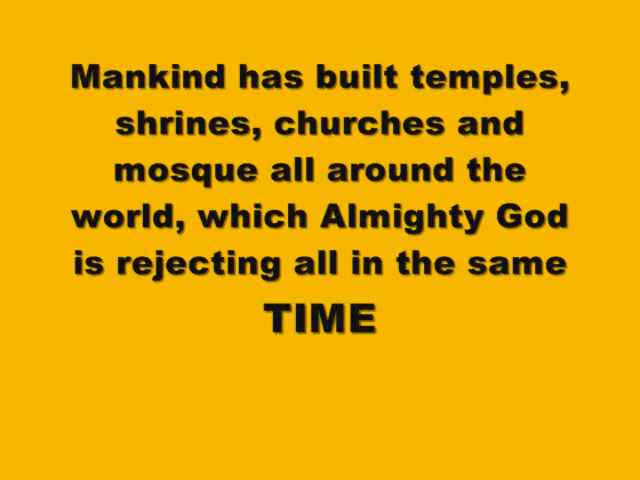 Mankind has built temples,
shrines, churches and
mosque all around the
world, which Almighty God
is rejecting all in the same
TIME